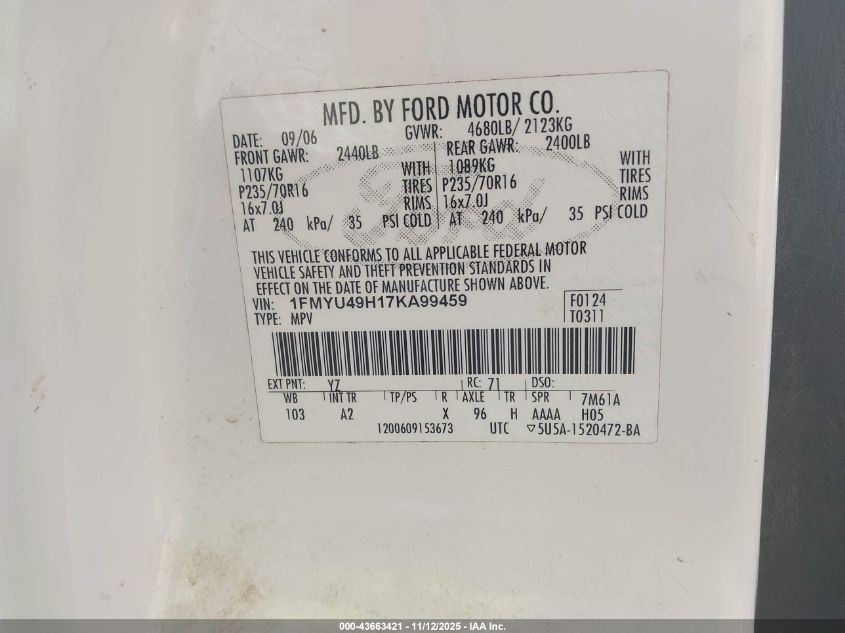 MFD. BY FORD MOTOR CO.
DATE: 09/06 GVWR: 4680LB/ 2123KG
FRONT GAWR: 2440LB REAR GAWR: 2400LB
1107KG WITH 1089KG WITH
P235/70R16 TIRES P235/70R16 TIRES
16x7.0J RIMS 16x7.0J RIMS
AT 240 kPa/ 35 PSI COLD AT 240 kPa/ 35 PSI COLD
Ford
THIS VEHICLE CONFORMS TO ALL APPLICABLE FEDERAL MOTOR
VEHICLE SAFETY AND THEFT PREVENTION STANDARDS IN
EFFECT ON THE DATE OF MANUFACTURE SHOWN ABOVE.
VIN: 1FMYU49H17KA99459 F0124
TYPE: MPV T0311
EXT PNT: YZ RC: 71 DSO:
WB INT TR TP/PS R AXLE TR SPR 7M61A
103 A2 X 96 H AAAA H05
1200609153673 UTC ▽5U5A-1520472-BA
000-43663421 - 11/12/2025 - IAA Inc.